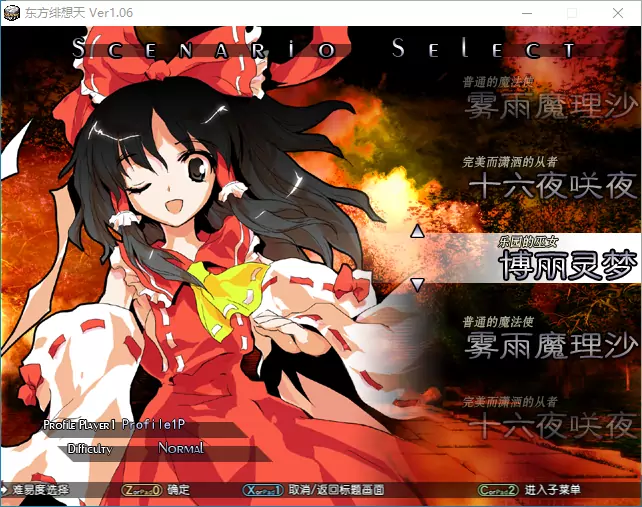 东方绯想天 Ver1.06
Scenario Select
普通的魔法使
雾雨魔理沙
完美而潇洒的从者
十六夜咲夜
乐园的巫女
博丽灵梦
普通的魔法使
雾雨魔理沙
完美而潇洒的从者
十六夜咲夜
Profile Player1 Profile1P
Difficulty Normal
难易度选择 Z orPad0 确定 X orPad1 取消/返回标题画面 C orPad2 进入子菜单